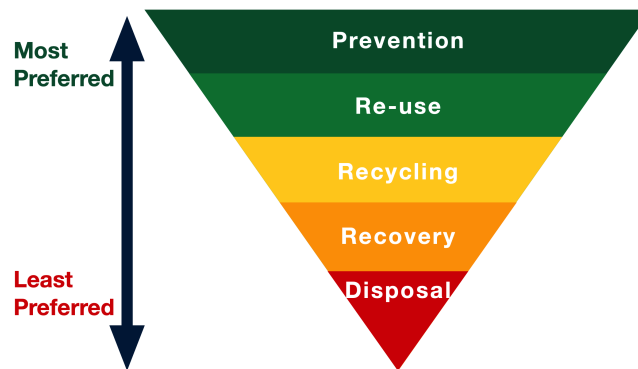 Most
Preferred
Prevention
Re-use
Recycling
Recovery
Least
Preferred
Disposal